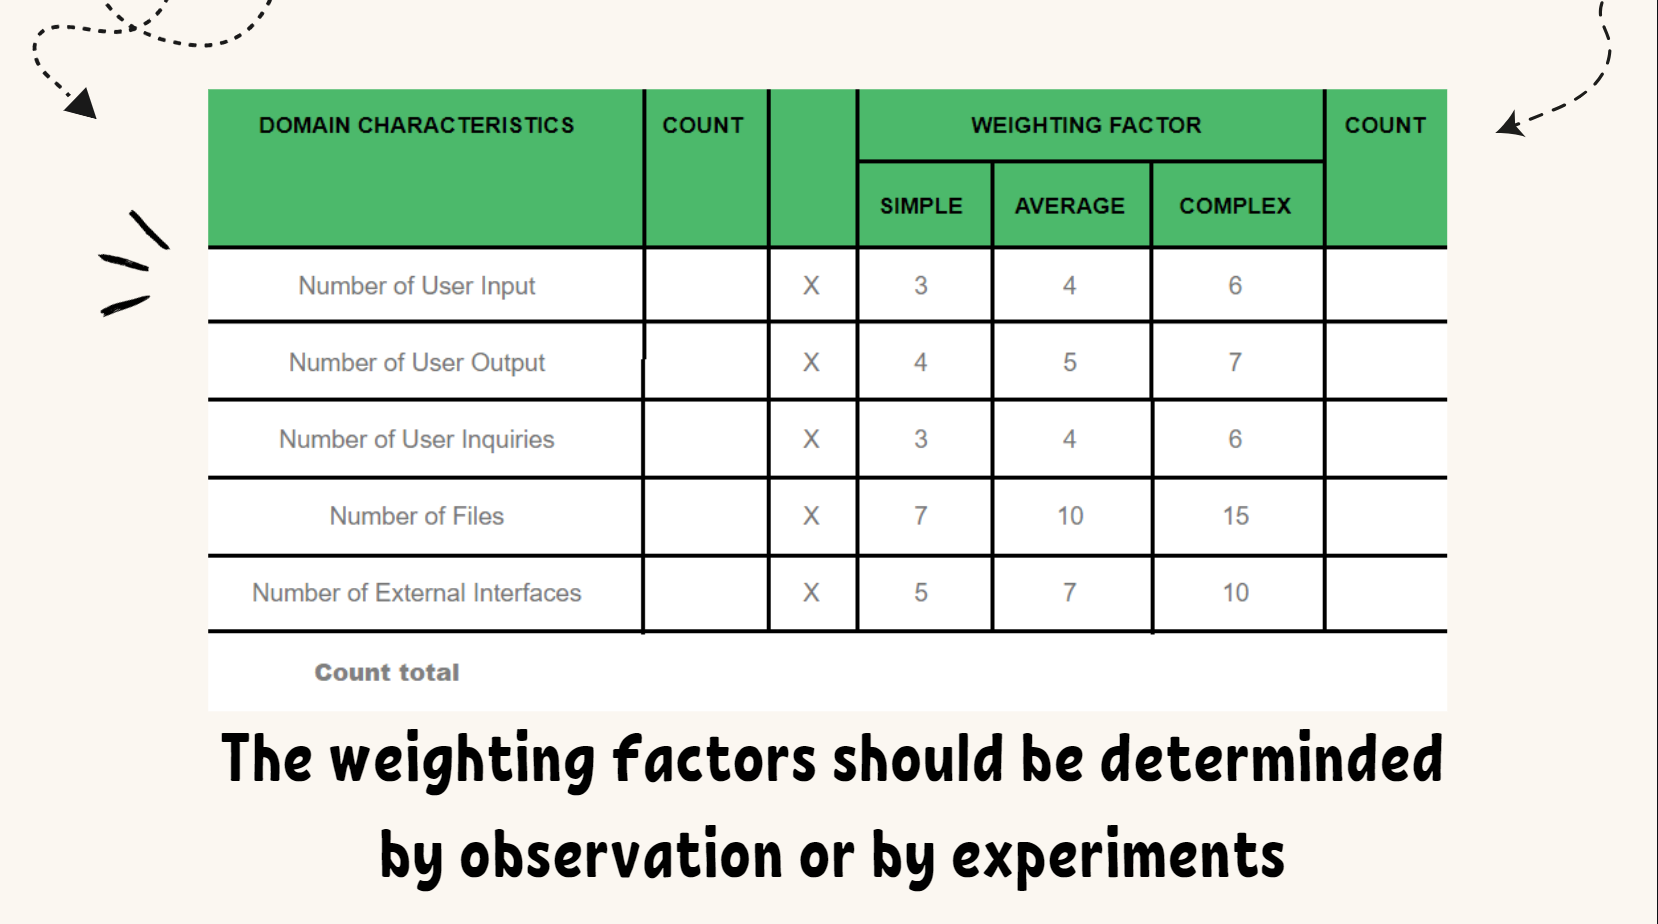 DOMAIN CHARACTERISTICS COUNT WEIGHTING FACTOR COUNT
SIMPLE AVERAGE COMPLEX
Number of User Input X 3 4 6
Number of User Output X 4 5 7
Number of User Inquiries X 3 4 6
Number of Files X 7 10 15
Number of External Interfaces X 5 7 10
Count total
The weighting factors should be determinded
by observation or by experiments